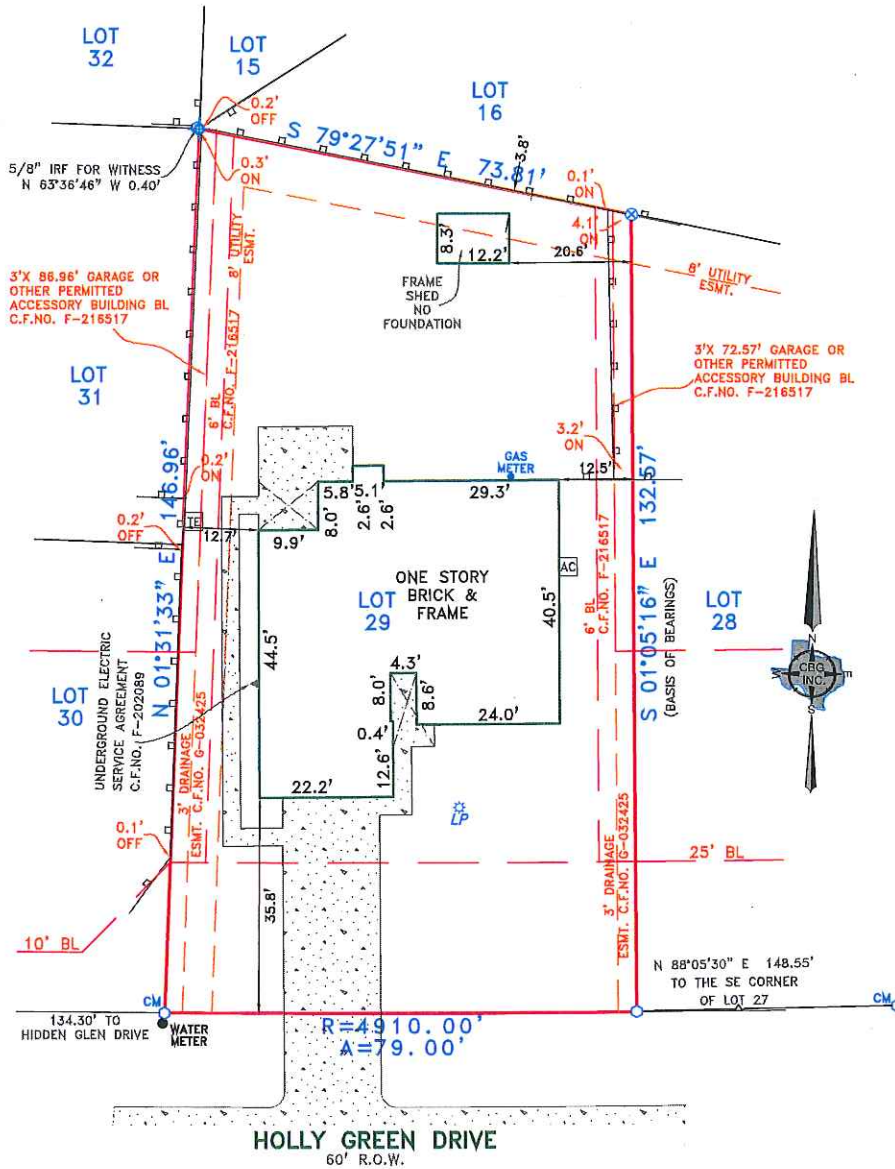 LOT
32
LOT
15
LOT
16
0.2'
OFF
S 79°27'51" E 73.81'
3.8'
5/8" IRF FOR WITNESS
N 63°36'46" W 0.40'
0.3'
ON
0.1'
ON
4.1'
ON
8.3'
12.2'
20.6'
8' UTILITY
ESMT.
8' UTILITY
ESMT.
FRAME
SHED
NO
FOUNDATION
3'X 86.96' GARAGE OR
OTHER PERMITTED
ACCESSORY BUILDING BL
C.F.NO. F-216517
6' BL
C.F.NO. F-216517
3'X 72.57' GARAGE OR
OTHER PERMITTED
ACCESSORY BUILDING BL
C.F.NO. F-216517
LOT
31
3.2'
ON
GAS
METER
12.5'
0.2'
ON
5.8'
5.1'
29.3'
8.0'
2.6'
2.6'
0.2'
OFF
TE
12.7'
9.9'
N 01°31'33" E 146.96'
S 01°05'16" E 132.57'
(BASIS OF BEARINGS)
6' BL
C.F.NO. F-216517
AC
ONE STORY
BRICK &
FRAME
LOT
29
40.5'
44.5'
LOT
28
N
W
E
S
CBG
INC.
LOT
30
UNDERGROUND ELECTRIC
SERVICE AGREEMENT
C.F.NO. F-202089
4.3'
8.0'
8.6'
0.4'
24.0'
12.6'
22.2'
3' DRAINAGE
ESMT. C.F.NO. G-032425
LP
0.1'
OFF
25' BL
35.8'
3' DRAINAGE
ESMT. C.F.NO. G-032425
10' BL
N 88°05'30" E 148.55'
TO THE SE CORNER
OF LOT 27
CM
CM
134.30' TO
HIDDEN GLEN DRIVE
WATER
METER
R=4910.00'
A=79.00'
HOLLY GREEN DRIVE
60' R.O.W.